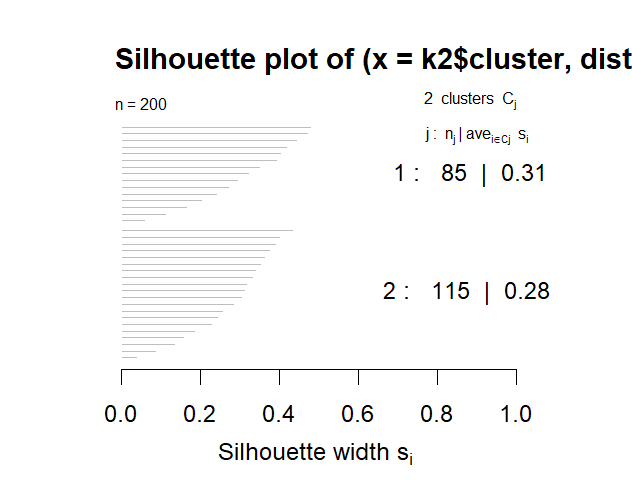 Silhouette plot of (x = k2$cluster, dist
n = 200
2 clusters Cj
j : nj | avei∈Cj si
1 : 85 | 0.31
2 : 115 | 0.28
0.0 0.2 0.4 0.6 0.8 1.0
Silhouette width si